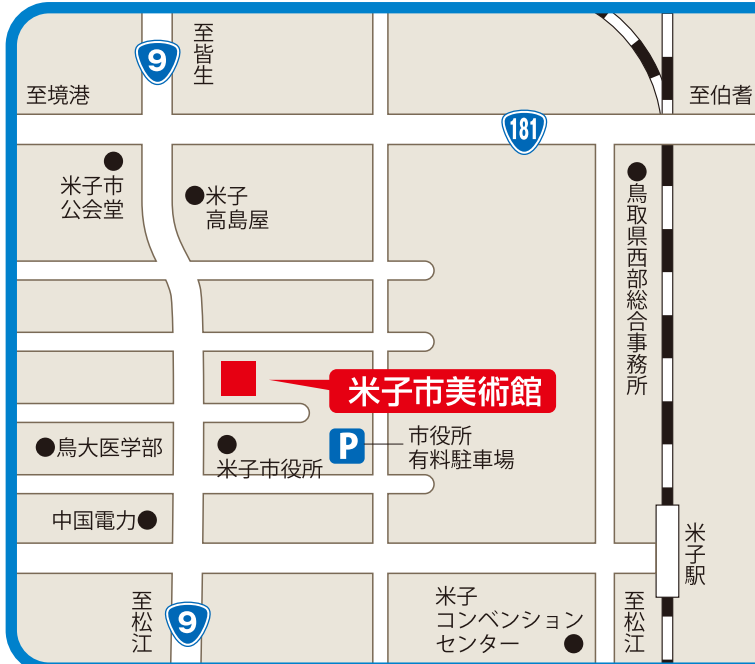 9
至皆生
至境港
至伯耆
181
米子市
公会堂
米子
高島屋
鳥取県西部総合事務所
米子市美術館
P
市役所
有料駐車場
鳥大医学部
米子市役所
中国電力
米子駅
至松江
9
米子
コンベンション
センター
至松江